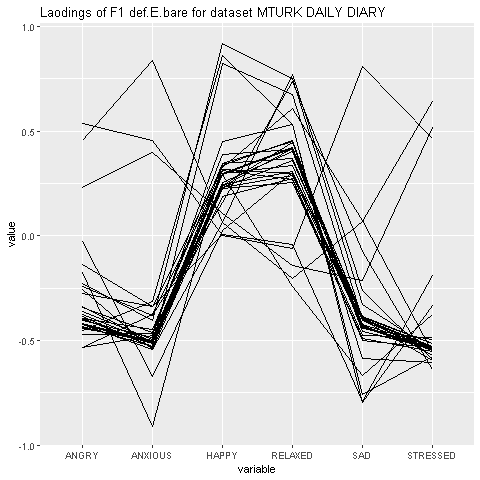 Laodings of F1 def.E.bare for dataset MTURK DAILY DIARY
1.0
0.5
0.0
-0.5
-1.0
value
ANGRY ANXIOUS HAPPY RELAXED SAD STRESSED
variable